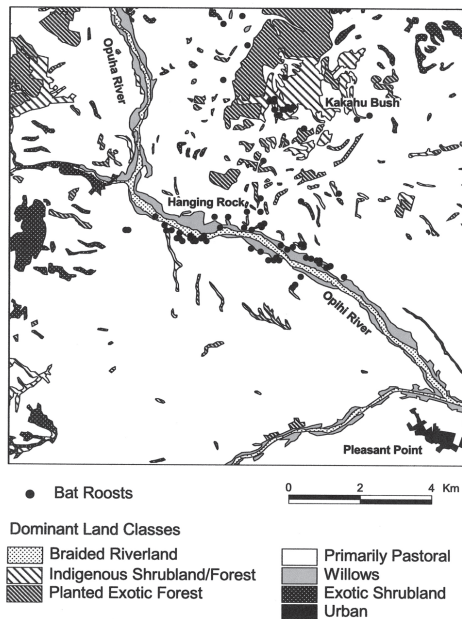 Opuha River
Kakahu Bush
Hanging Rock
Opihi River
Pleasant Point
Bat Roosts
0 2 4 Km
Dominant Land Classes
Braided Riverland
Indigenous Shrubland/Forest
Planted Exotic Forest
Primarily Pastoral
Willows
Exotic Shrubland
Urban